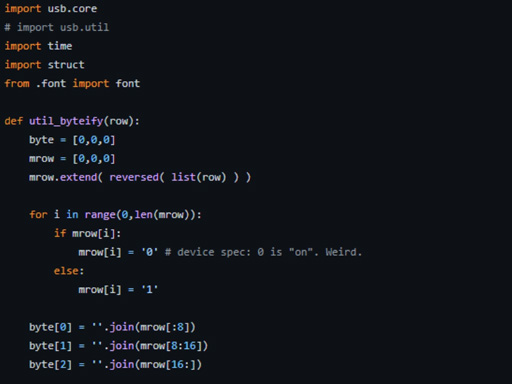 import usb.core
# import usb.util
import time
import struct
from .font import font

def util_byteify(row):
    byte = [0,0,0]
    mrow = [0,0,0]
    mrow.extend( reversed( list(row) ) )

    for i in range(0,len(mrow)):
        if mrow[i]:
            mrow[i] = '0' # device spec: 0 is "on". Weird.
        else:
            mrow[i] = '1'

    byte[0] = ''.join(mrow[:8])
    byte[1] = ''.join(mrow[8:16])
    byte[2] = ''.join(mrow[16:])